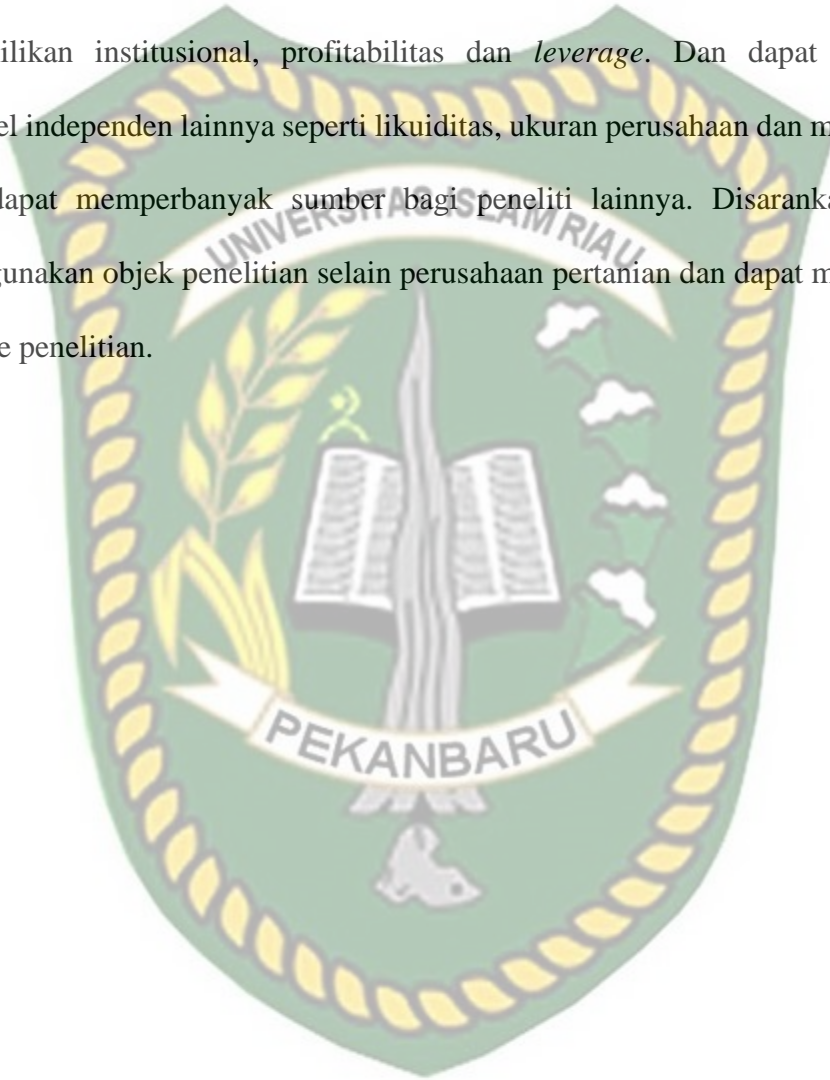 ilikan institusional, profitabilitas dan leverage. Dan dapat
el independen lainnya seperti likuiditas, ukuran perusahaan dan m
dapat memperbanyak sumber bagi peneliti lainnya. Disaranka
gunakan objek penelitian selain perusahaan pertanian dan dapat m
e penelitian.
UNIVERSITAS ISLAM RIAU
PEKANBARU